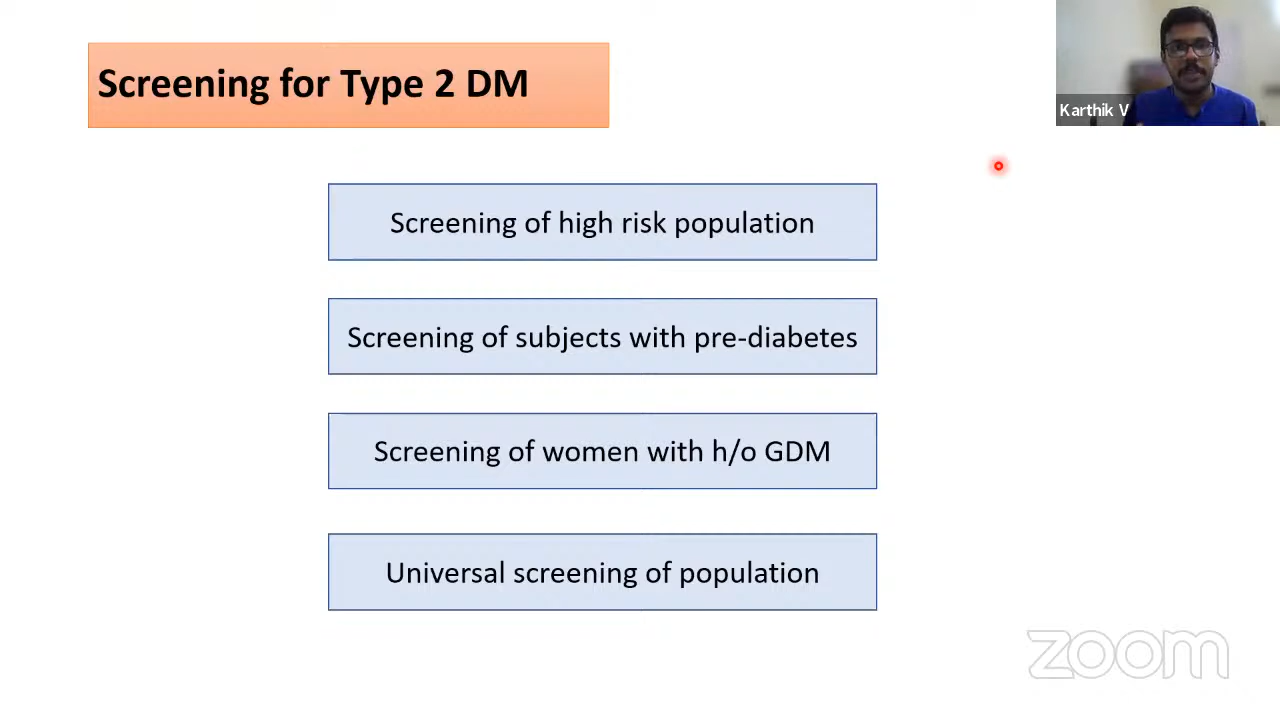 Screening for Type 2 DM
Karthik V
Screening of high risk population
Screening of subjects with pre-diabetes
Screening of women with h/o GDM
Universal screening of population
zoom